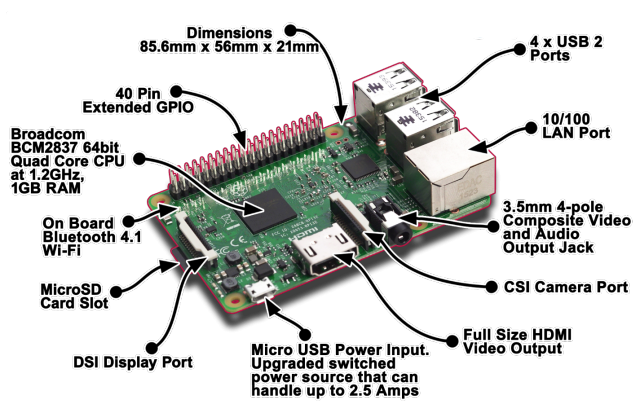 Dimensions
85.6mm x 56mm x 21mm
4 x USB 2
Ports
40 Pin
Extended GPIO
10/100
LAN Port
Broadcom
BCM2837 64bit
Quad Core CPU
at 1.2GHz,
1GB RAM
3.5mm 4-pole
Composite Video
and Audio
Output Jack
On Board
Bluetooth 4.1
Wi-Fi
HDMI
CSI Camera Port
MicroSD
Card Slot
DSI Display Port
Full Size HDMI
Video Output
Micro USB Power Input.
Upgraded switched
power source that can
handle up to 2.5 Amps